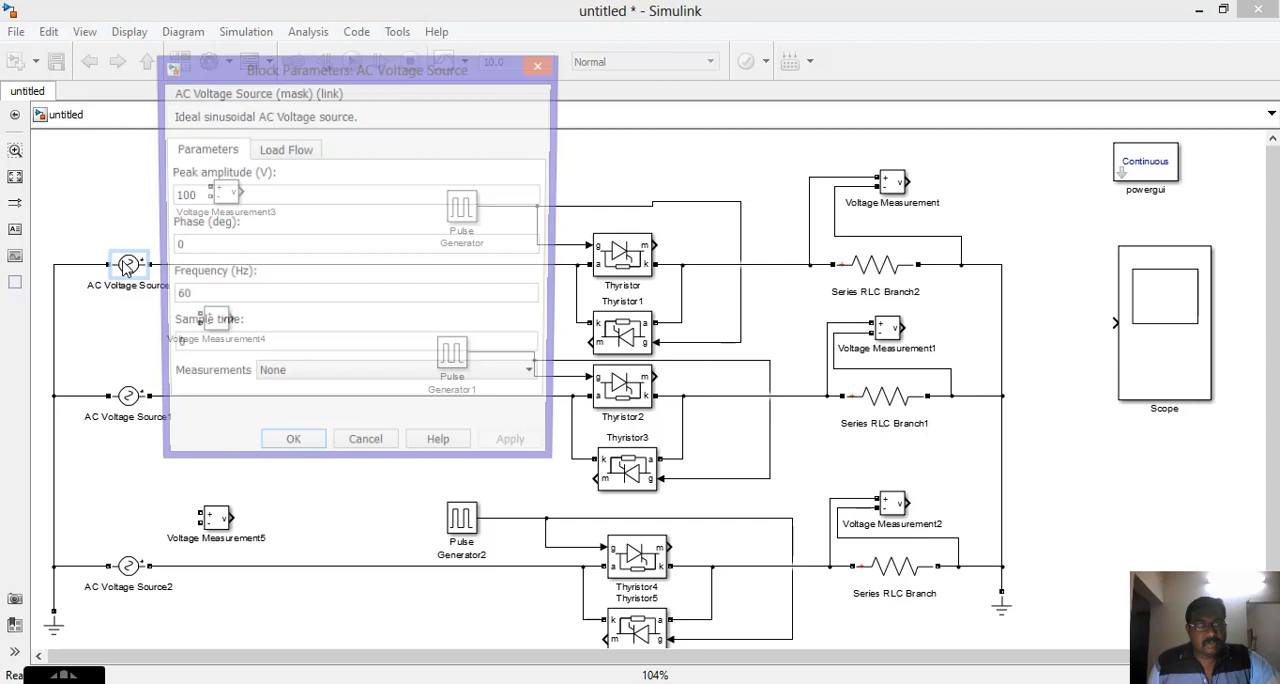 untitled * - Simulink
File Edit View Display Diagram Simulation Analysis Code Tools Help
10.0 Normal
untitled
untitled
Block Parameters: AC Voltage Source
AC Voltage Source (mask) (link)
Ideal sinusoidal AC Voltage source.
Parameters Load Flow
Peak amplitude (V):
100
Phase (deg):
0
Frequency (Hz):
60
Sample time:
0
Measurements None
OK Cancel Help Apply
Voltage Measurement3
Voltage Measurement4
Voltage Measurement5
AC Voltage Source
AC Voltage Source1
AC Voltage Source2
Pulse
Generator
Pulse
Generator1
Pulse
Generator2
g m
a k
Thyristor
Thyristor1
k a
m g
g m
a k
Thyristor2
Thyristor3
k a
m g
g m
a k
Thyristor4
Thyristor5
k a
m g
+ v
-
Voltage Measurement
Series RLC Branch2
+ v
-
Voltage Measurement1
Series RLC Branch1
+ v
-
Voltage Measurement2
Series RLC Branch
Continuous
powergui
Scope
104%